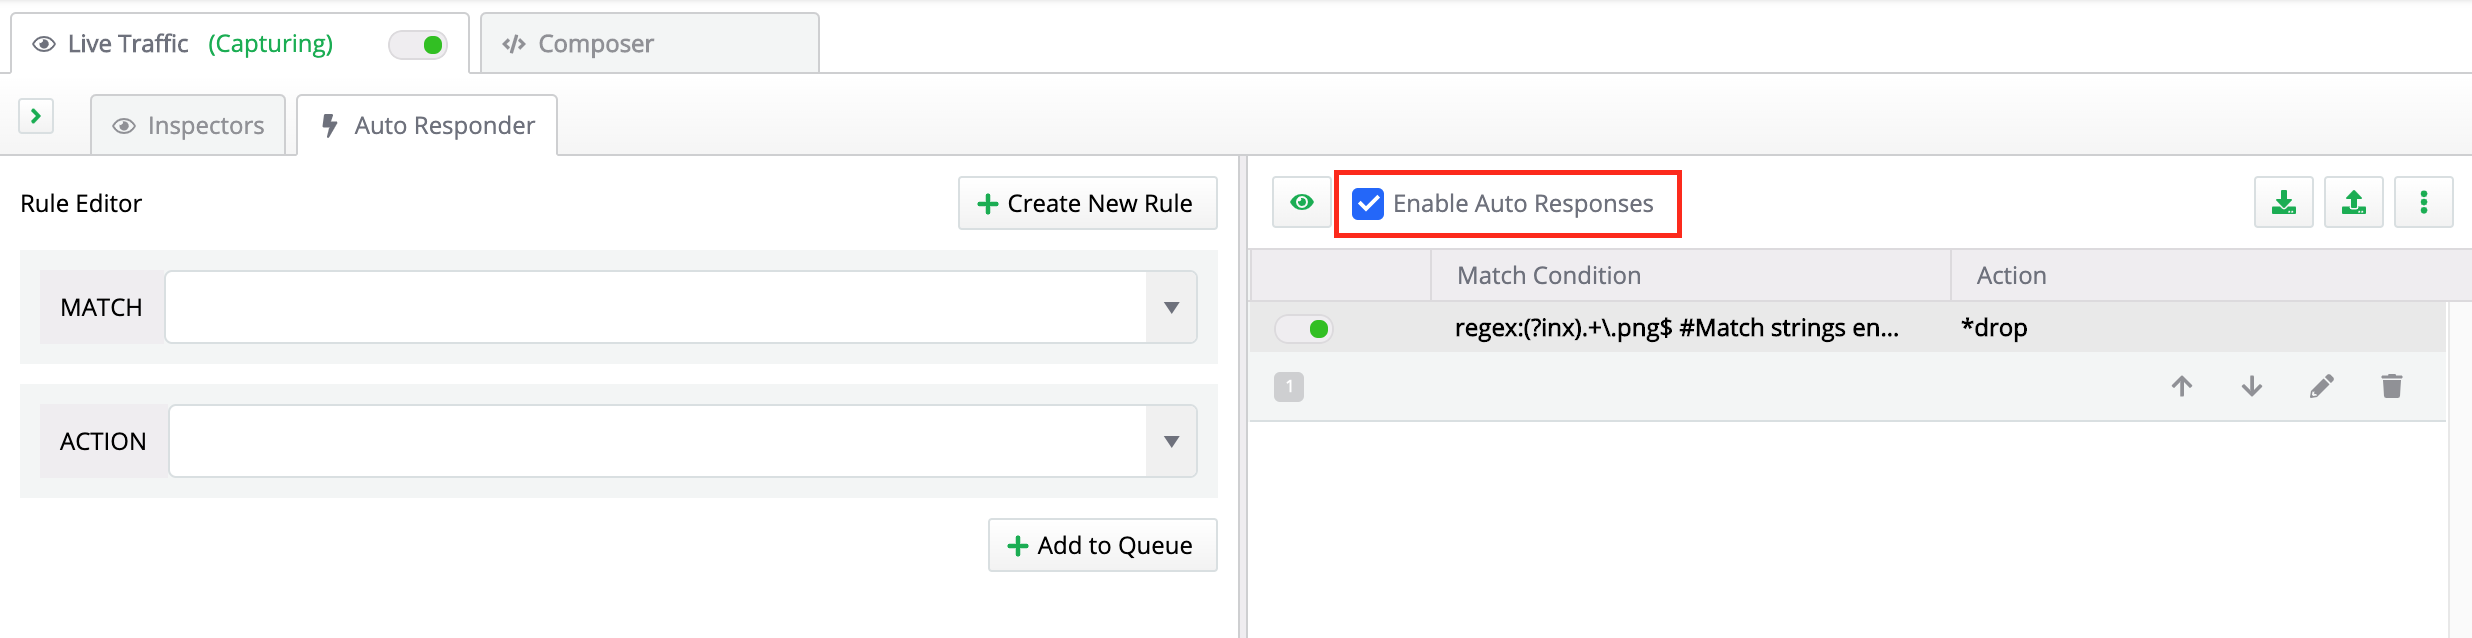 Live Traffic (Capturing)
Composer
Inspectors
Auto Responder
Rule Editor
Create New Rule
MATCH
ACTION
Add to Queue
Enable Auto Responses
Match Condition
Action
regex:(?inx).+\.png$ #Match strings en...
*drop
1